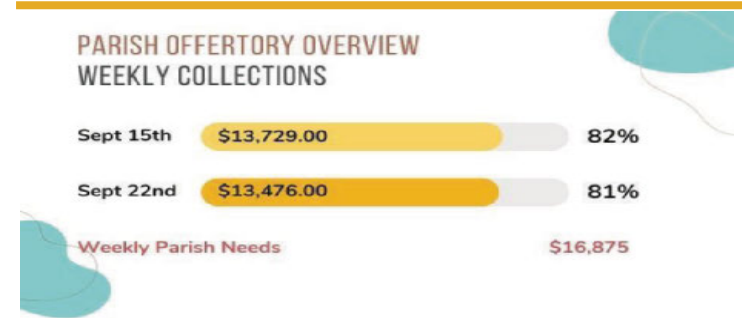 PARISH OFFERTORY OVERVIEW
WEEKLY COLLECTIONS
Sept 15th $13,729.00 82%
Sept 22nd $13,476.00 81%
Weekly Parish Needs $16,875